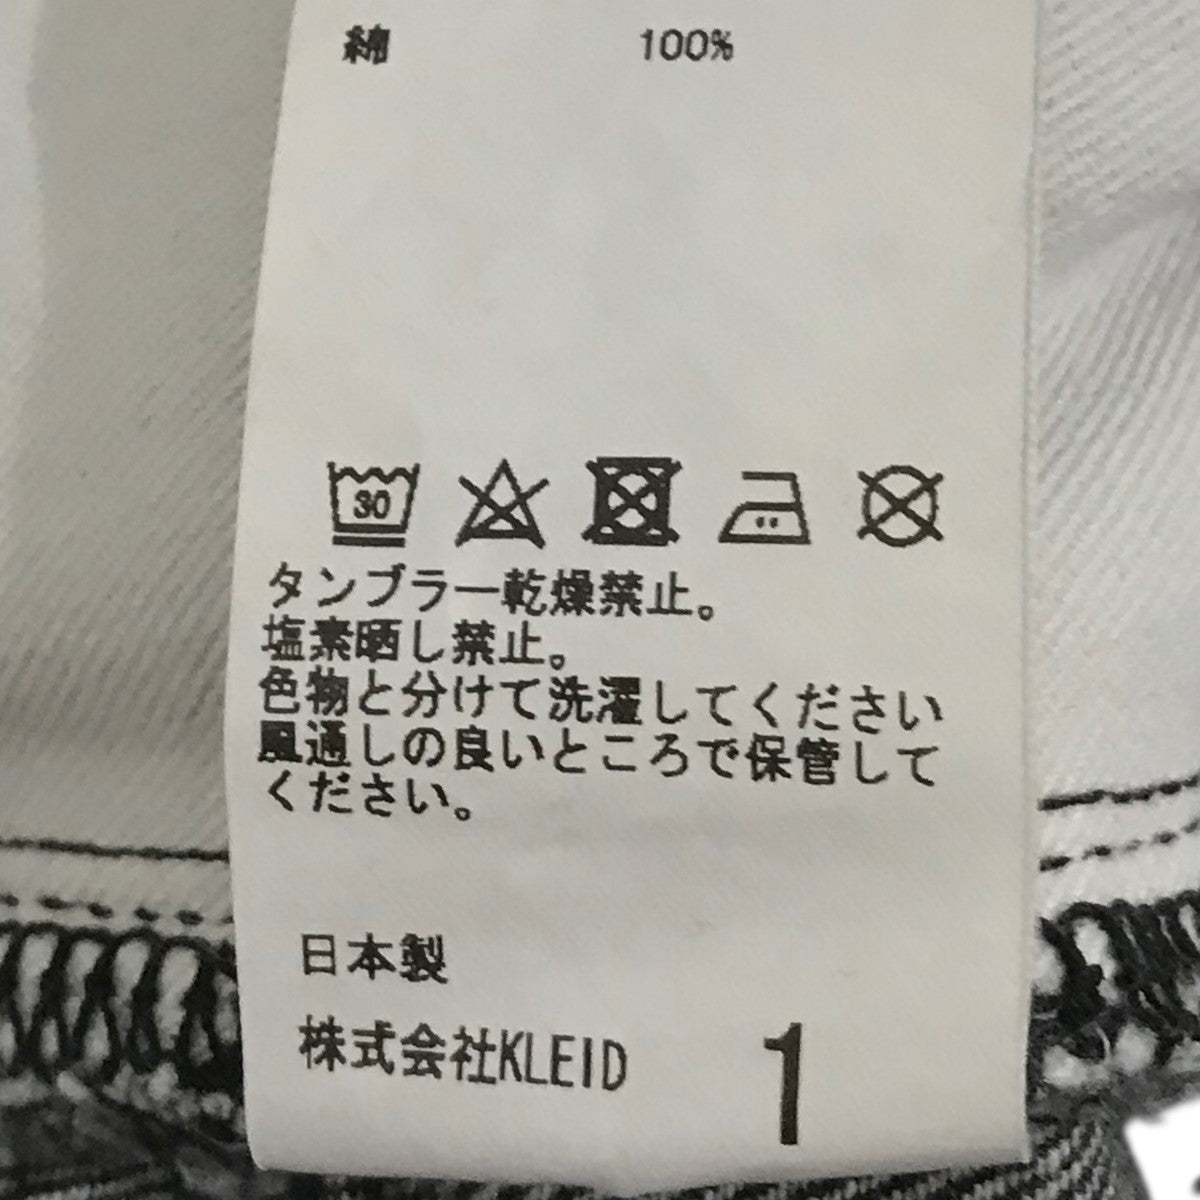 綿 100%
30
タンブラー乾燥禁止。
塩素晒し禁止。
色物と分けて洗濯してください
風通しの良いところで保管して
ください。
日本製
株式会社KLEID 1